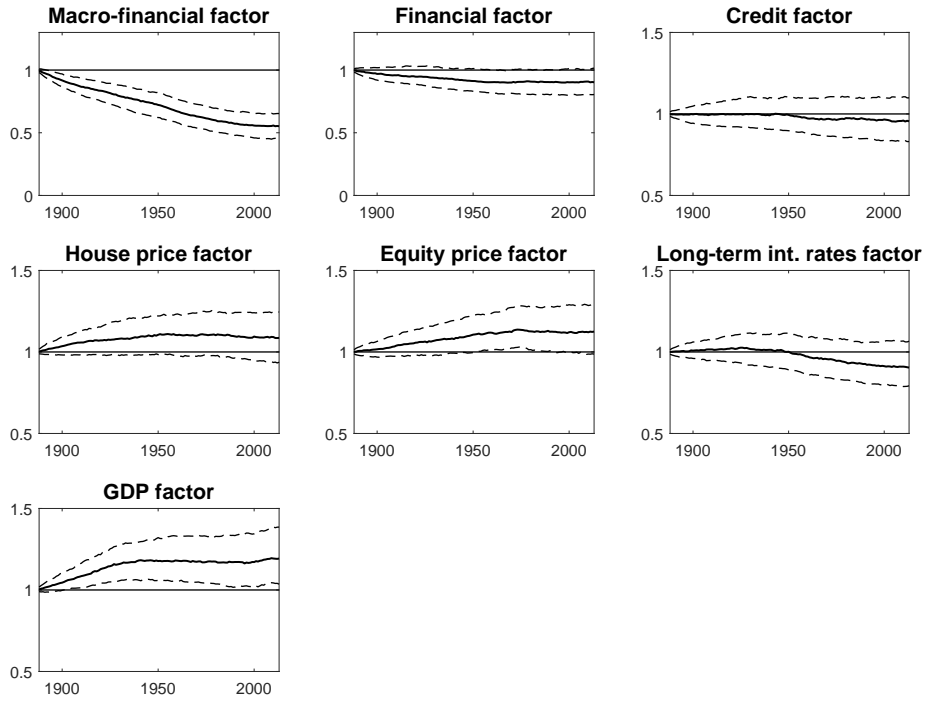 Macro-financial factor
1
0.5
0
1900 1950 2000
Financial factor
1
0.5
0
1900 1950 2000
Credit factor
1.5
1
0.5
1900 1950 2000
House price factor
1.5
1
0.5
1900 1950 2000
Equity price factor
1.5
1
0.5
1900 1950 2000
Long-term int. rates factor
1.5
1
0.5
1900 1950 2000
GDP factor
1.5
1
0.5
1900 1950 2000